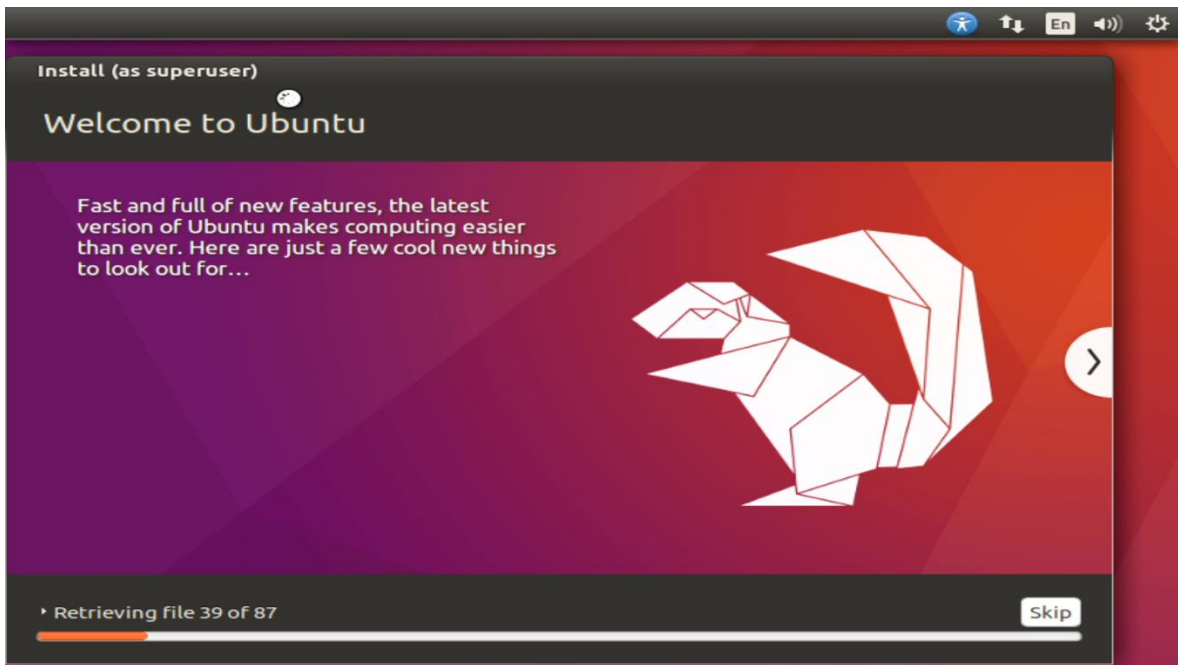 En
Install (as superuser)
Welcome to Ubuntu
Fast and full of new features, the latest
version of Ubuntu makes computing easier
than ever. Here are just a few cool new things
to look out for…
Retrieving file 39 of 87
Skip